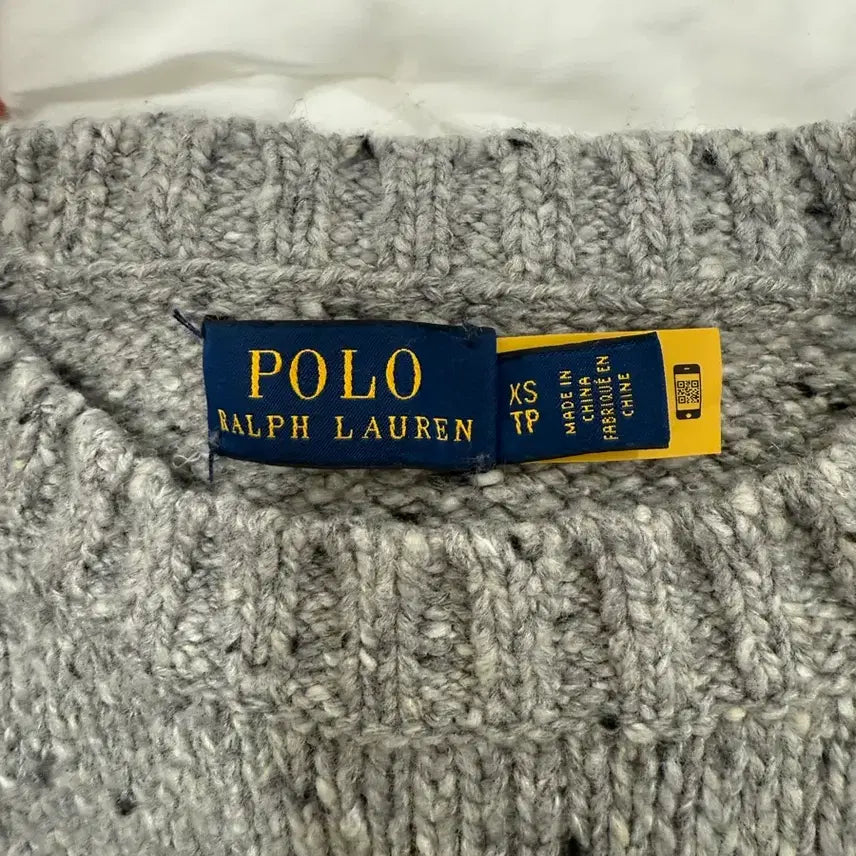 POLO
RALPH LAUREN
XS
TP
MADE IN
CHINA
FABRIQUÉ EN
CHINE